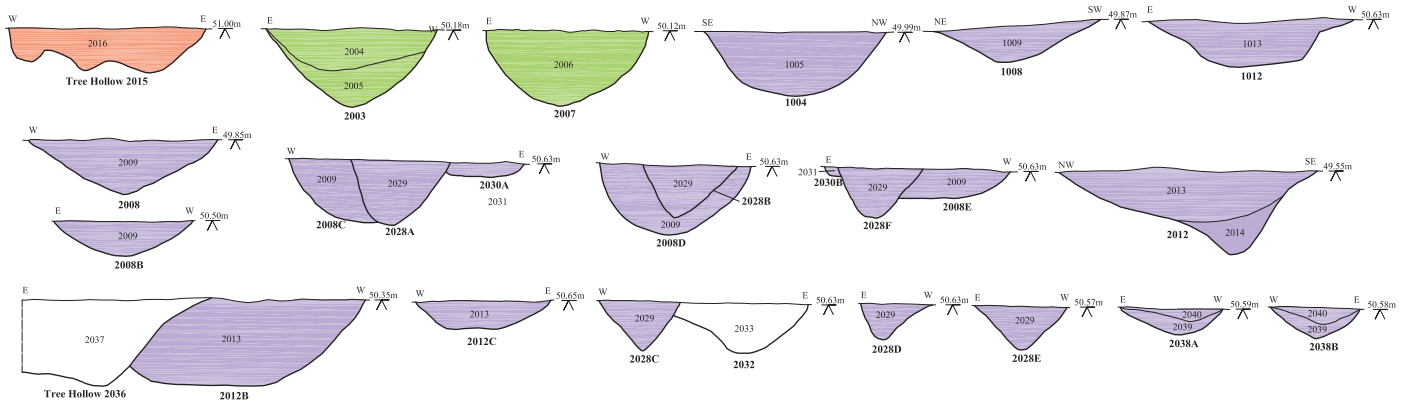 W E 51.00m
2016
Tree Hollow 2015
E W 50.18m
2004
2005
2003
E W 50.12m
2006
2007
SE NW 49.99m
1005
1004
NE SW 49.87m
1009
1008
E W 50.63m
1013
1012
W E 49.85m
2009
2008
W E 50.63m
2009 2029
2030A
2031
2008C 2028A
W E 50.63m
2029
2028B
2009
2008D
E W 50.63m
2031
2030B
2029 2009
2008E
2028F
NW SE 49.55m
2013
2014
2012
E W 50.50m
2009
2008B
E W 50.35m
2037 2013
Tree Hollow 2036
2012B
W E 50.65m
2013
2012C
W E 50.63m
2029 2033
2028C
2032
E W 50.63m
2029
2028D
E W 50.57m
2029
2028E
E W 50.59m
2040
2039
2038A
W E 50.58m
2040
2039
2038B